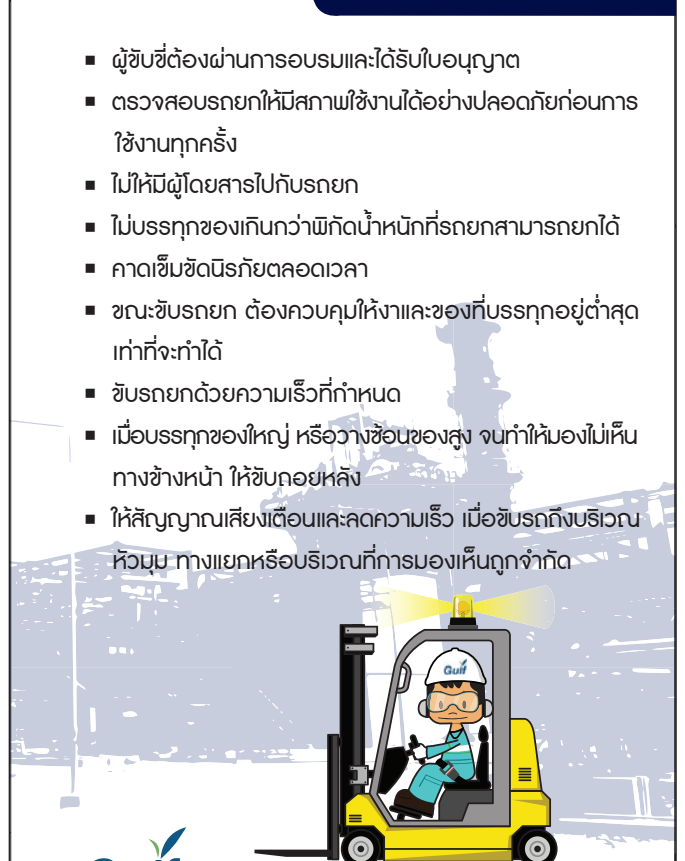 ▪ ผู้ขับขี่ต้องผ่านการอบรมและได้รับใบอนุญาต
▪ ตรวจสอบรถยกให้มีสภาพใช้งานได้อย่างปลอดภัยก่อนการ
ใช้งานทุกครั้ง
▪ ไม่ให้มีผู้โดยสารไปกับรถยก
▪ ไม่บรรทุกของเกินกว่าพิกัดน้ำหนักที่รถยกสามารถยกได้
▪ คาดเข็มขัดนิรภัยตลอดเวลา
▪ ขณะขับรถยก ต้องควบคุมให้งาและของที่บรรทุกอยู่ต่ำสุด
เท่าที่จะทำได้
▪ ขับรถยกด้วยความเร็วที่กำหนด
▪ เมื่อบรรทุกของใหญ่ หรือวางซ้อนของสูง จนทำให้มองไม่เห็น
ทางข้างหน้า ให้ขับถอยหลัง
▪ ให้สัญญาณเสียงเตือนและลดความเร็ว เมื่อขับรถถึงบริเวณ
หัวมุม ทางแยกหรือบริเวณที่การมองเห็นถูกจำกัด
Gulf
Gulf